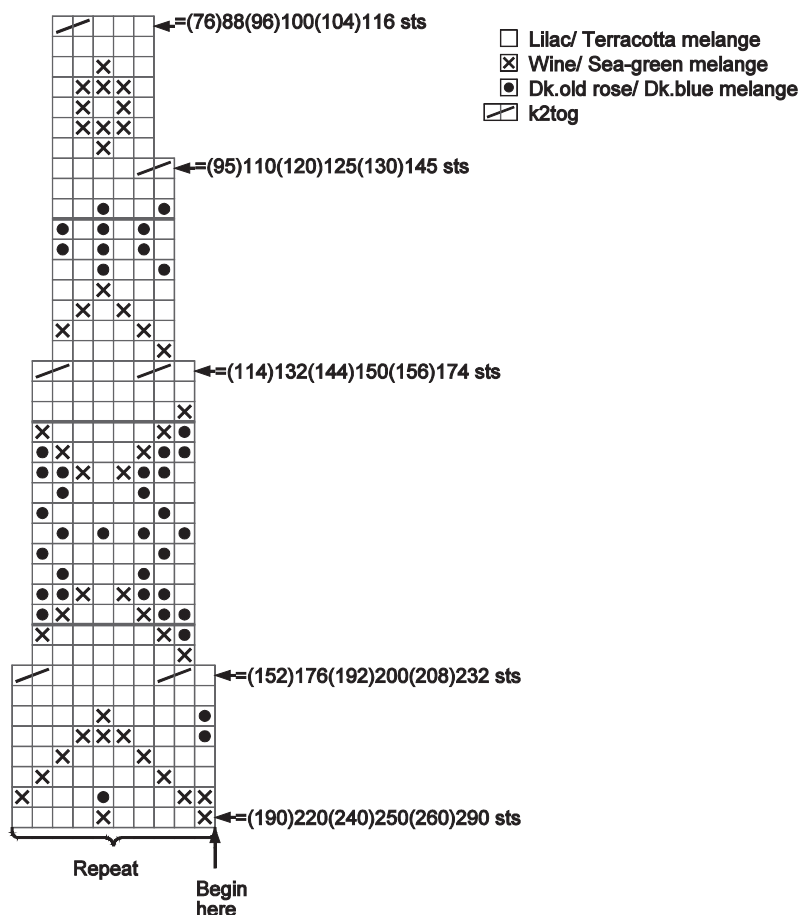 =(76)88(96)100(104)116 sts
Lilac/ Terracotta melange
Wine/ Sea-green melange
Dk.old rose/ Dk.blue melange
k2tog
=(95)110(120)125(130)145 sts
=(114)132(144)150(156)174 sts
=(152)176(192)200(208)232 sts
=(190)220(240)250(260)290 sts
Repeat
Begin
here